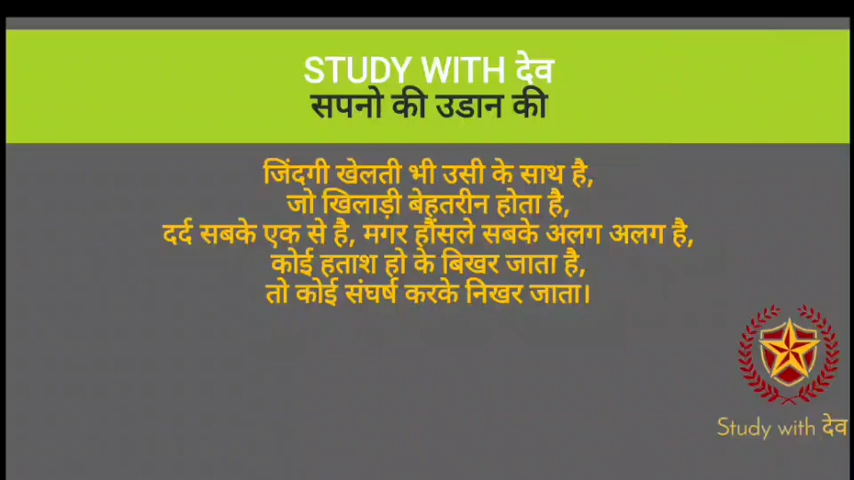 STUDY WITH देव
सपनो की उडान की
जिंदगी खेलती भी उसी के साथ है,
जो खिलाड़ी बेहतरीन होता है,
दर्द सबके एक से है, मगर हौंसले सबके अलग अलग है,
कोई हताश हो के बिखर जाता है,
तो कोई संघर्ष करके निखर जाता।
Study with देव